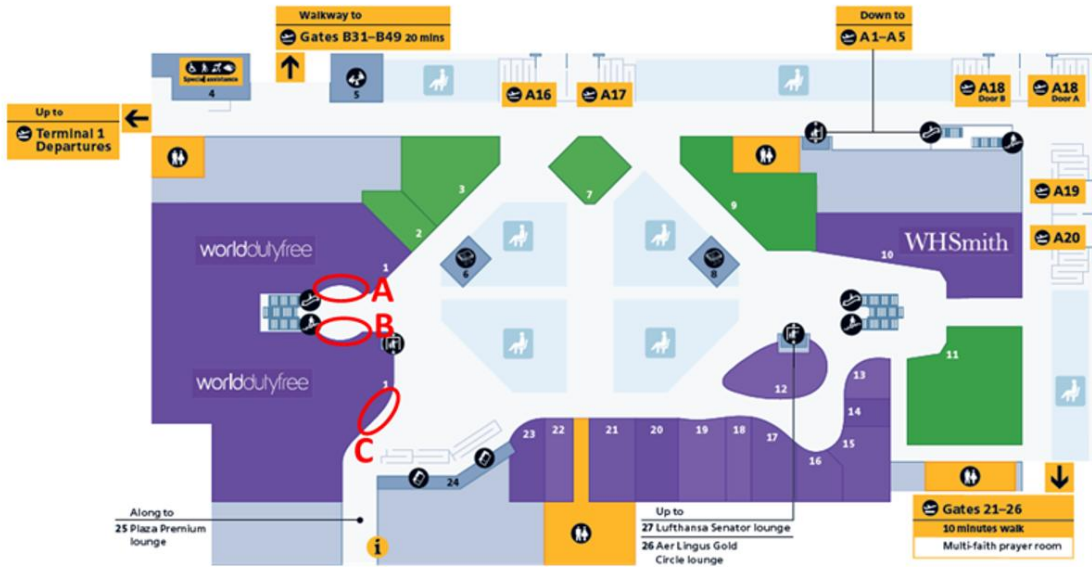 Walkway to
Gates B31–B49 20 mins
Down to
A1–A5
Special assistance
4
5
A16
A17
A18
Door B
A18
Door A
Up to
Terminal 1
Departures
3
7
2
9
A19
worlddutyfree
1
A
6
8
10
WHSmith
A20
B
worlddutyfree
1
C
12
13
11
14
15
23
22
21
20
19
18
17
16
24
Along to
25 Plaza Premium
lounge
i
Up to
27 Lufthansa Senator lounge
26 Aer Lingus Gold
Circle lounge
Gates 21–26
10 minutes walk
Multi-faith prayer room